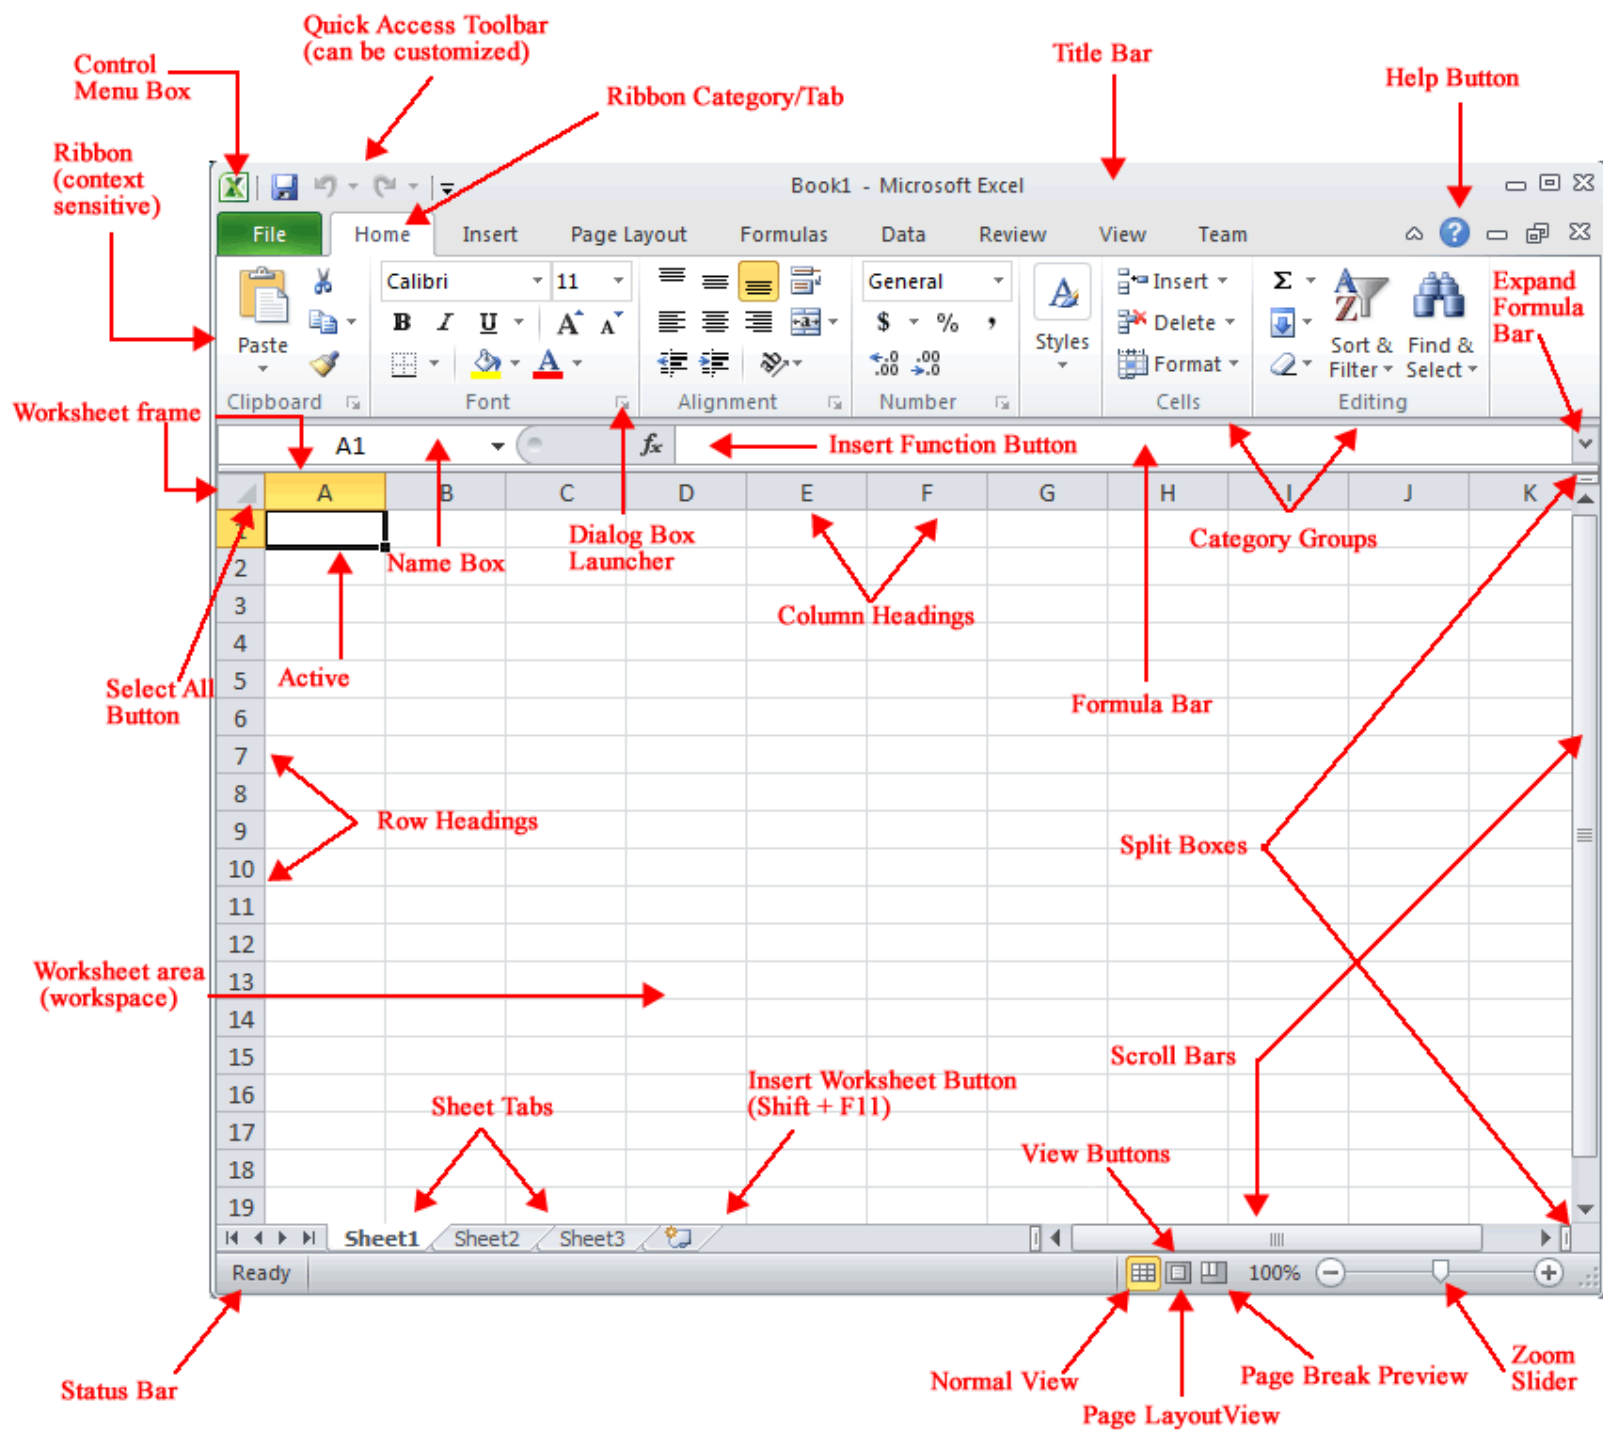 Quick Access Toolbar
(can be customized)
Control
Menu Box
Title Bar
Help Button
Ribbon Category/Tab
Ribbon
(context
sensitive)
Book1 - Microsoft Excel
File Home Insert Page Layout Formulas Data Review View Team
Calibri 11
General
Insert
B I U A A
$ % ,
Delete
Paste
Styles
Sort &
Filter
Find &
Select
Format
Expand
Formula
Bar
Clipboard Font Alignment Number Cells Editing
Worksheet frame
A1
fx
Insert Function Button
A B C D E F G H I J K
1
Dialog Box
Launcher
Category Groups
Name Box
2
3
Column Headings
4
5
Active
Select All
Button
Formula Bar
6
7
8
9
Row Headings
Split Boxes
10
11
12
Worksheet area
(workspace)
13
14
15
Scroll Bars
16
Insert Worksheet Button
(Shift + F11)
Sheet Tabs
17
View Buttons
18
19
Sheet1 Sheet2 Sheet3
Ready
100%
Status Bar
Normal View
Page LayoutView
Page Break Preview
Zoom
Slider